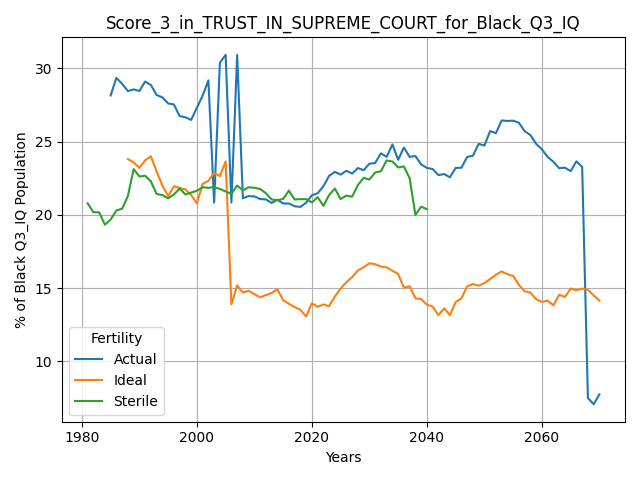 Score_3_in_TRUST_IN_SUPREME_COURT_for_Black_Q3_IQ
% of Black Q3_IQ Population
30
25
20
15
10
Fertility
Actual
Ideal
Sterile
1980
2000
2020
2040
2060
Years